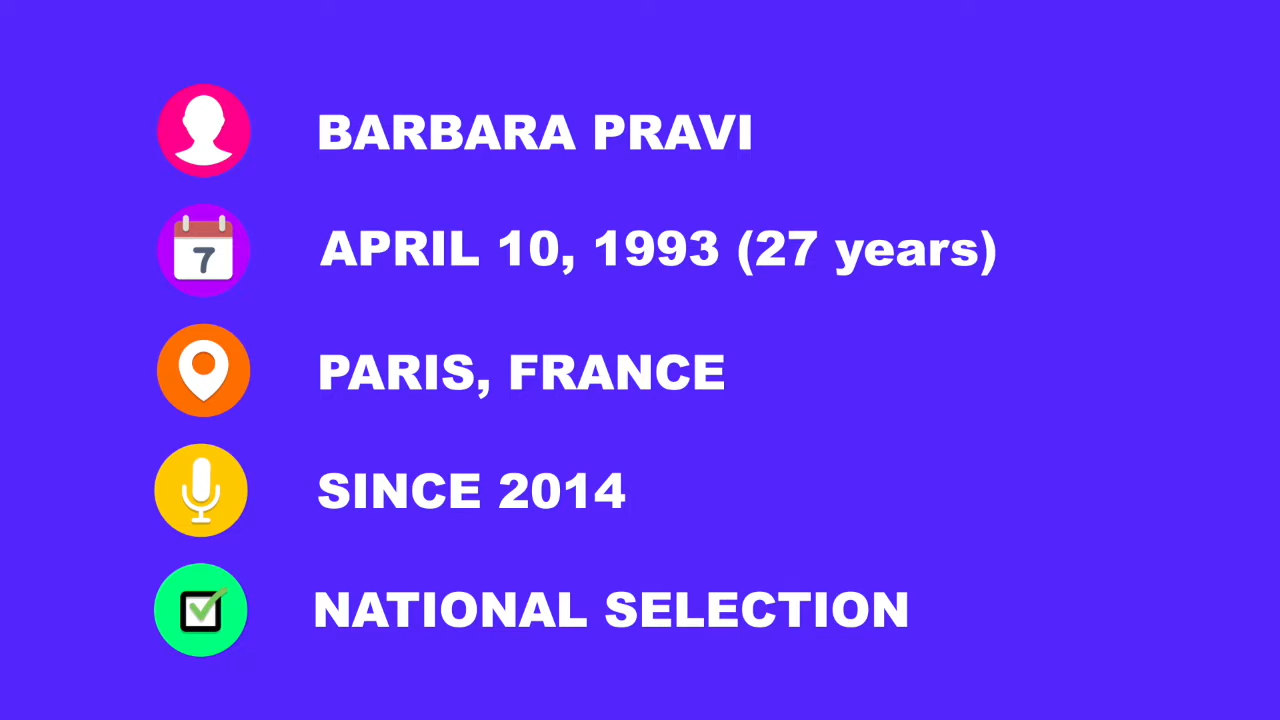 BARBARA PRAVI
7
APRIL 10, 1993 (27 years)
PARIS, FRANCE
SINCE 2014
NATIONAL SELECTION